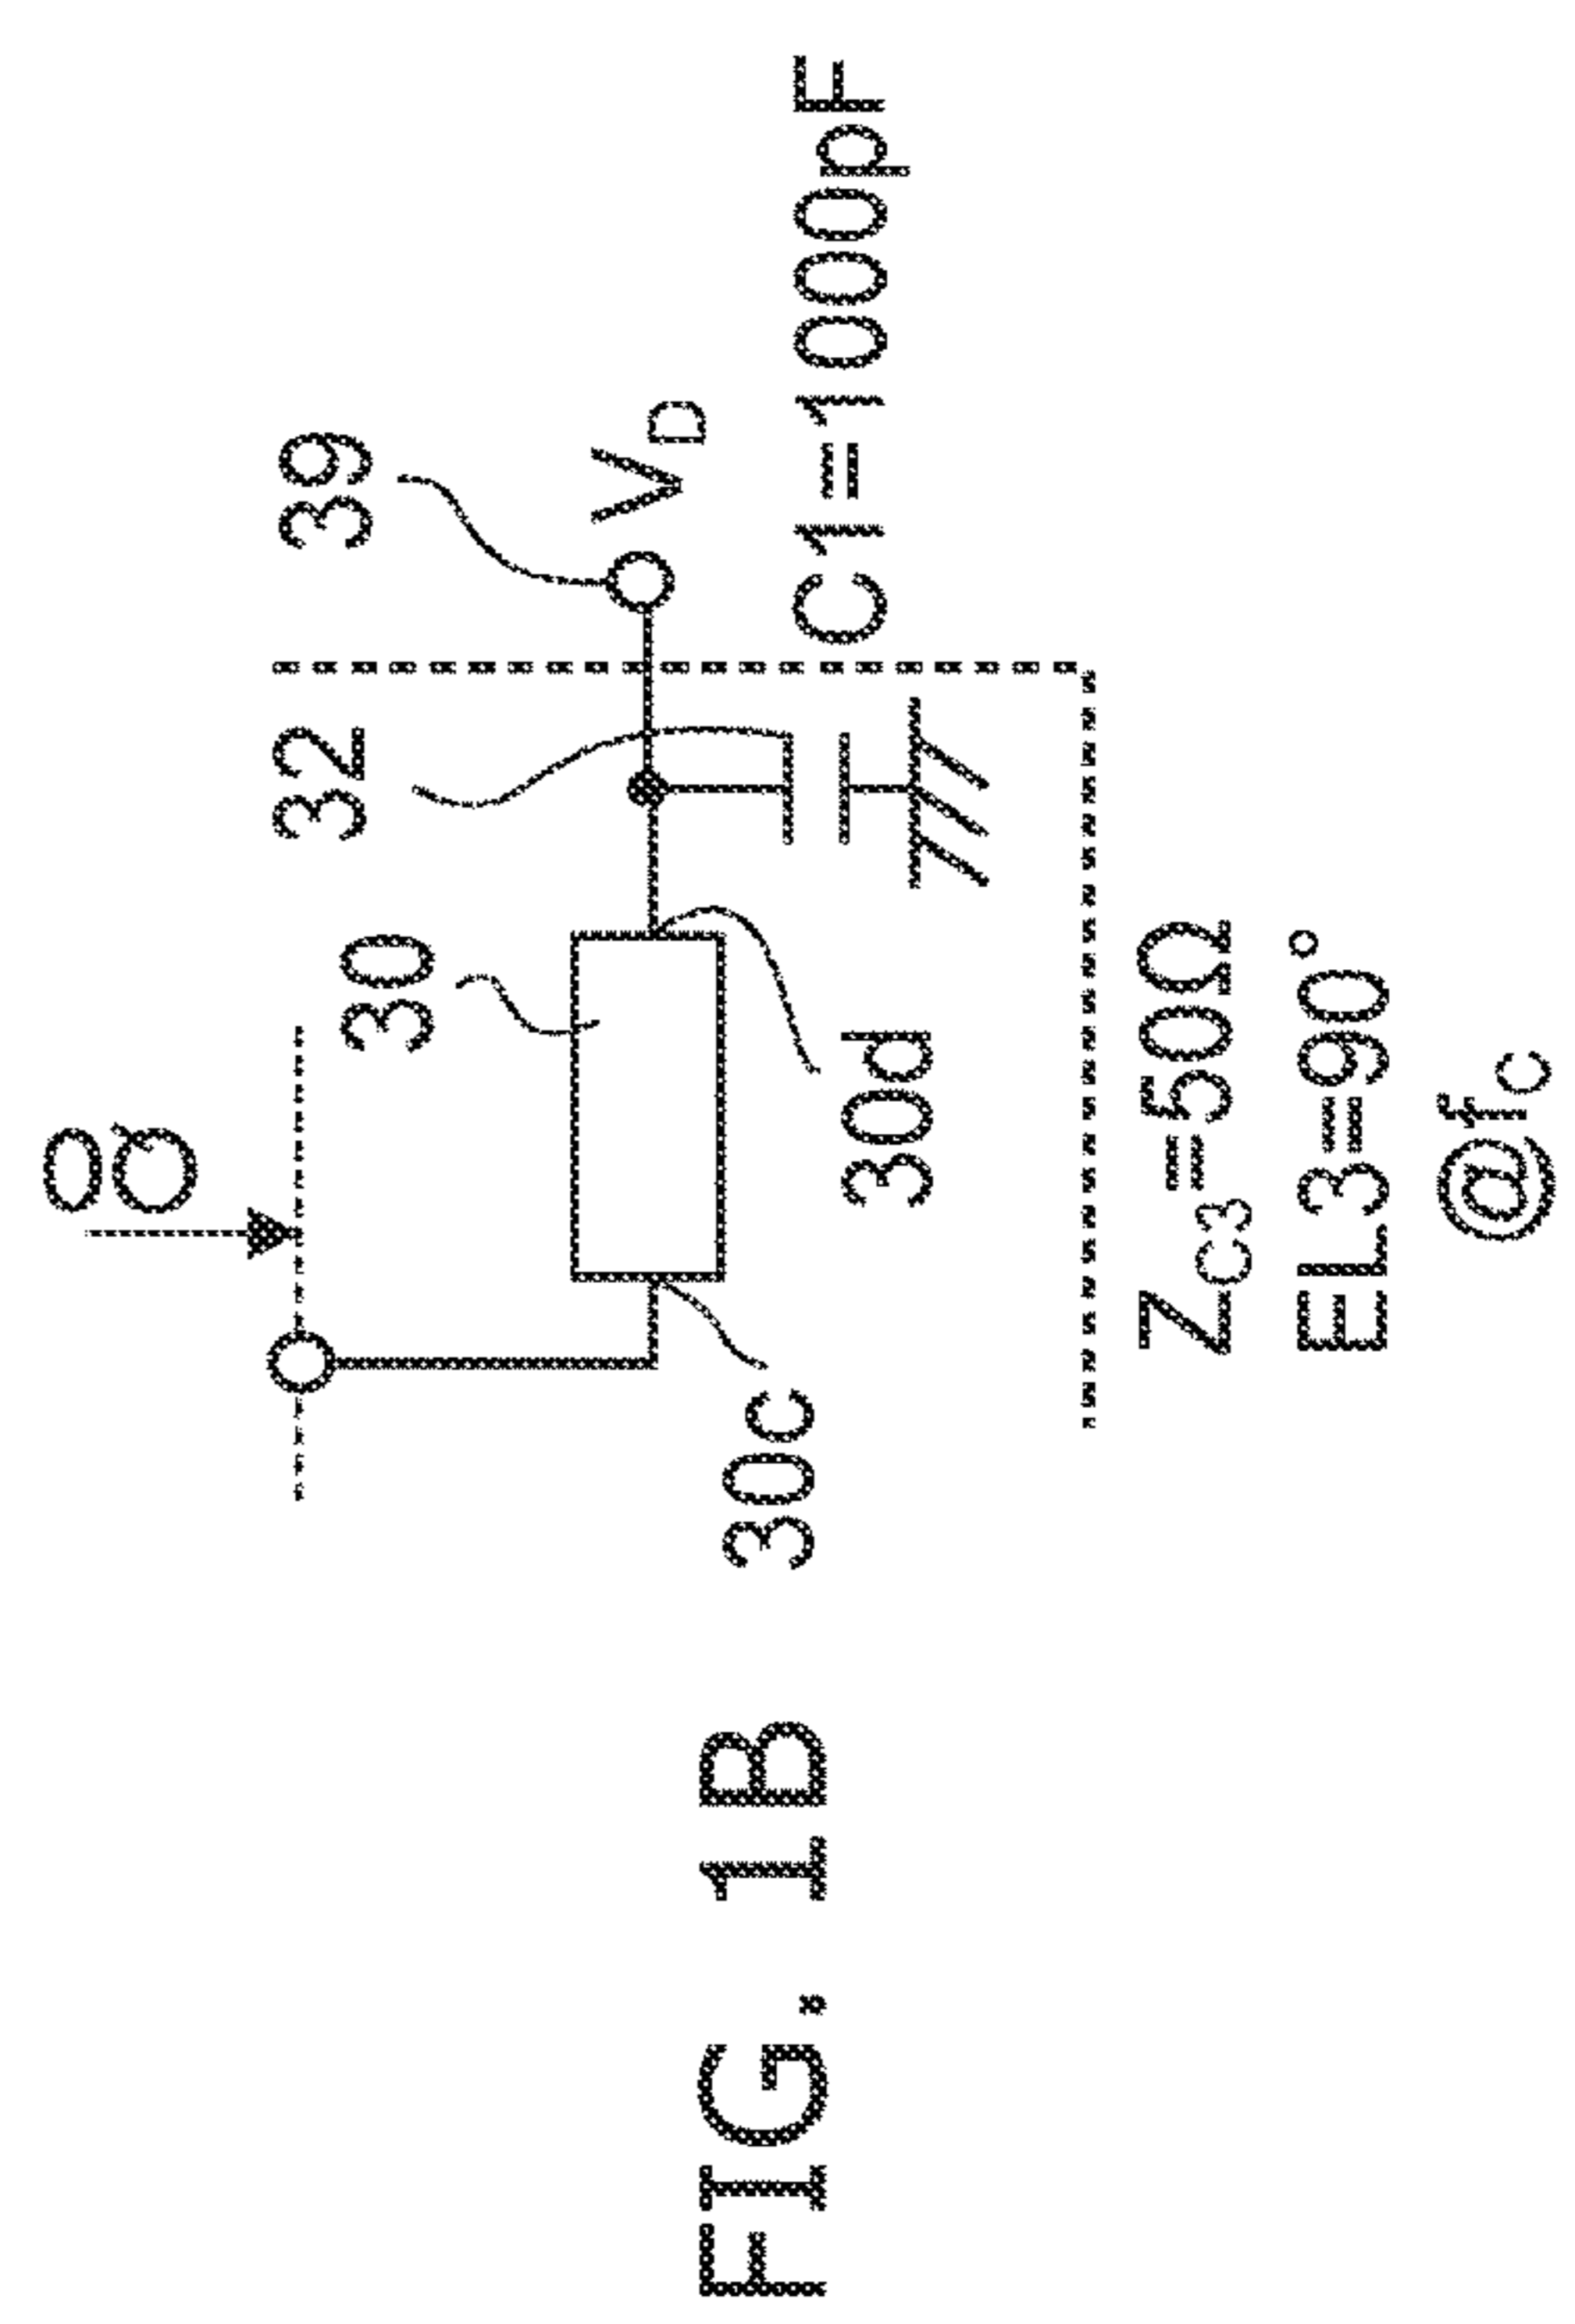 32
39
30
V_D
FIG. 1B
30c
C1=1000pF
30d
Z_C3=50Ω
EL3=90°
@f_C